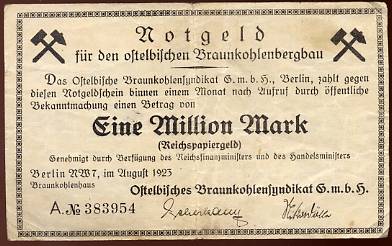 Notgeld
für den ostelbischen Braunkohlenbergbau
Das Ostelbische Braunkohlensyndikat G.m.b.H., Berlin, zahlt gegen
diesen Notgeldschein binnen einem Monat nach Aufruf durch öffentliche
Bekanntmachung einen Betrag von
Eine Million Mark
(Reichspapiergeld)
Genehmigt durch Verfügung des Reichsfinanzministers und des Handelsministers
Berlin NW7, im August 1923
Braunkohlenhaus
Ostelbisches Braunkohlensyndikat G.m.b.H.
A.№ 383954